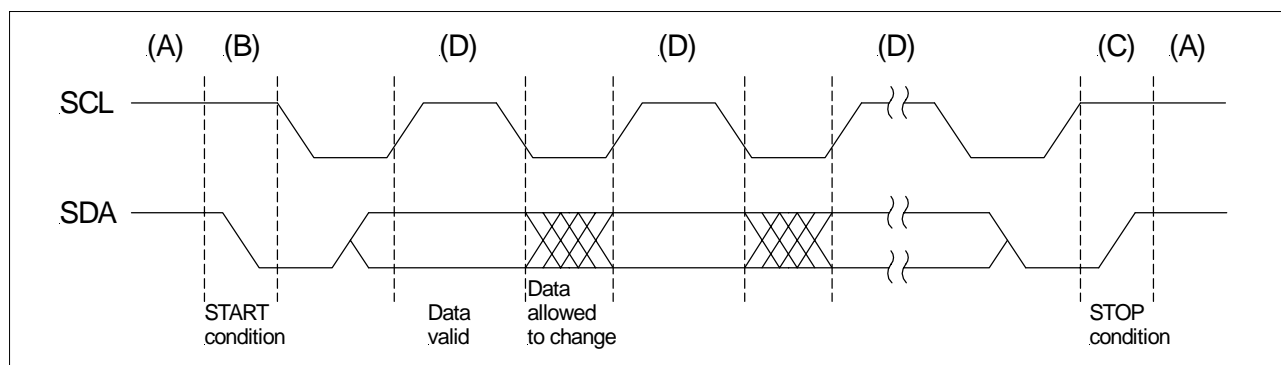 (A) (B) (D) (D) (D) (C) (A)
SCL
SDA
START
condition
Data
valid
Data
allowed
to change
STOP
condition